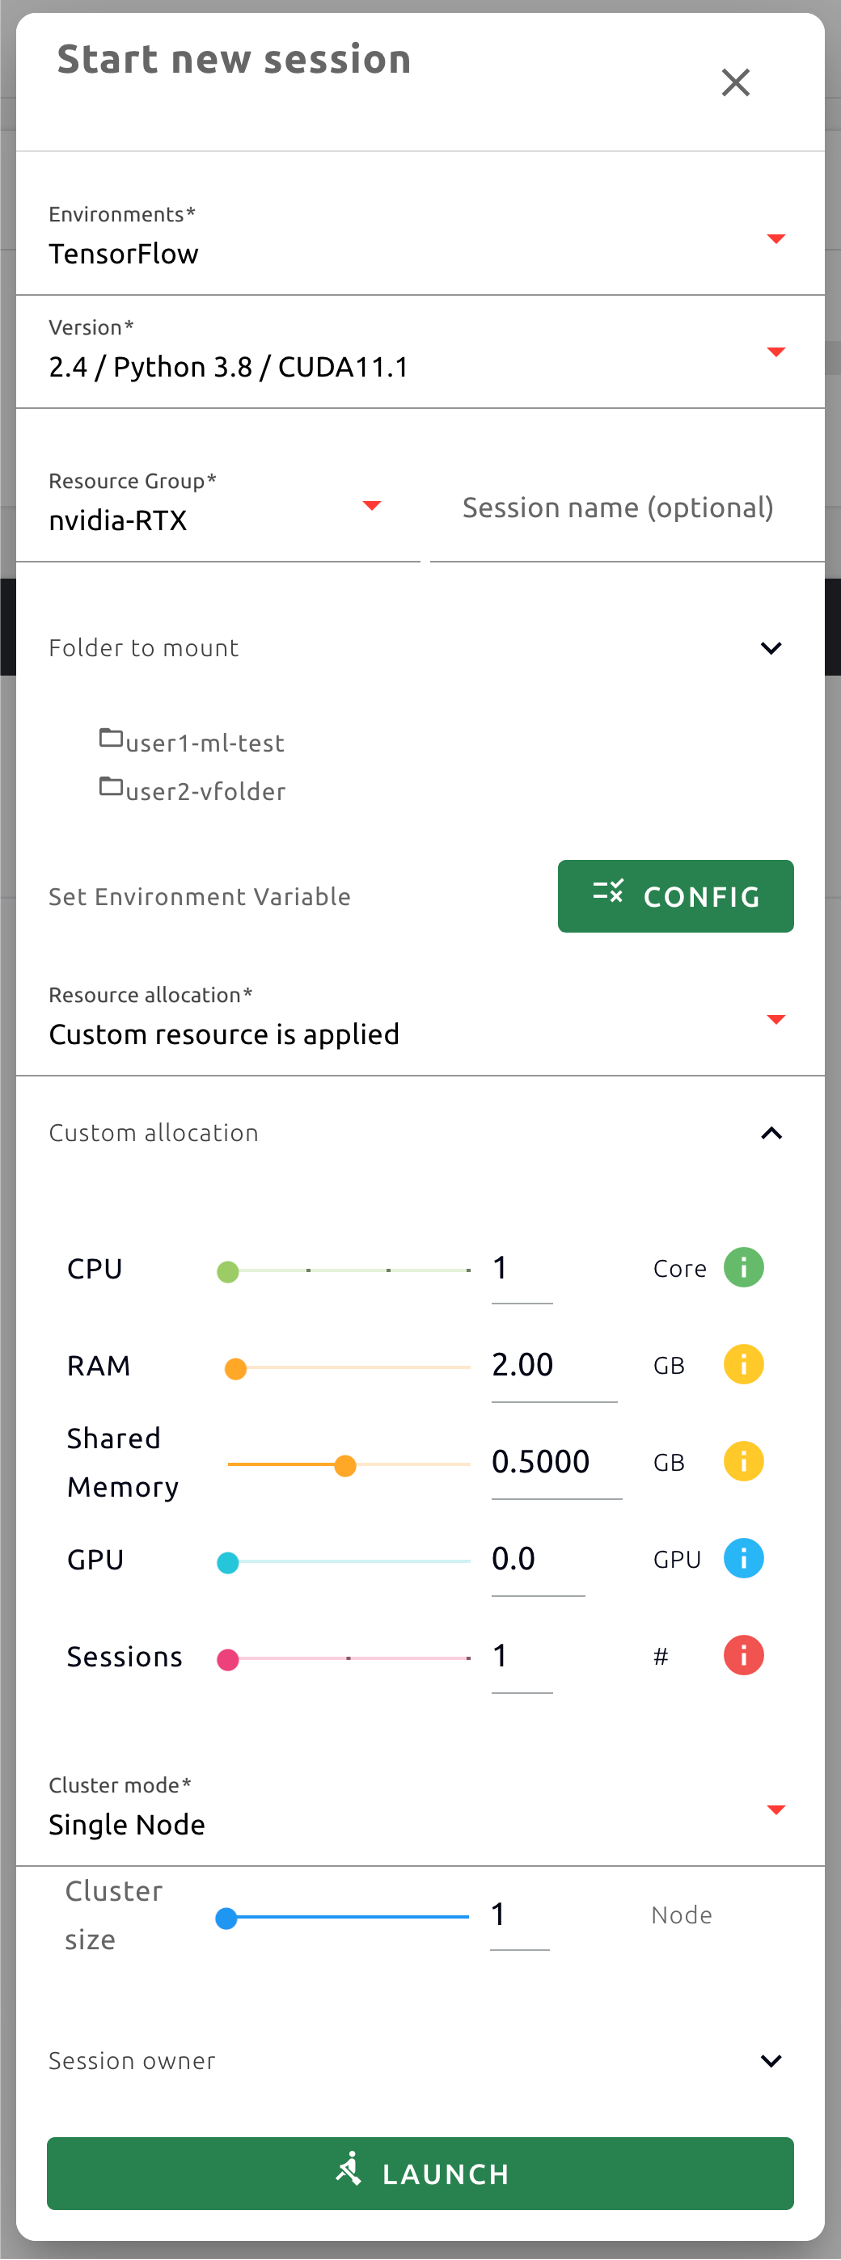 Start new session
Environments*
TensorFlow
Version*
2.4 / Python 3.8 / CUDA11.1
Resource Group*
nvidia-RTX
Session name (optional)
Folder to mount
user1-ml-test
user2-vfolder
Set Environment Variable
CONFIG
Resource allocation*
Custom resource is applied
Custom allocation
CPU 1 Core
RAM 2.00 GB
Shared
Memory
0.5000 GB
GPU 0.0 GPU
Sessions 1 #
Cluster mode*
Single Node
Cluster
size
1 Node
Session owner
LAUNCH